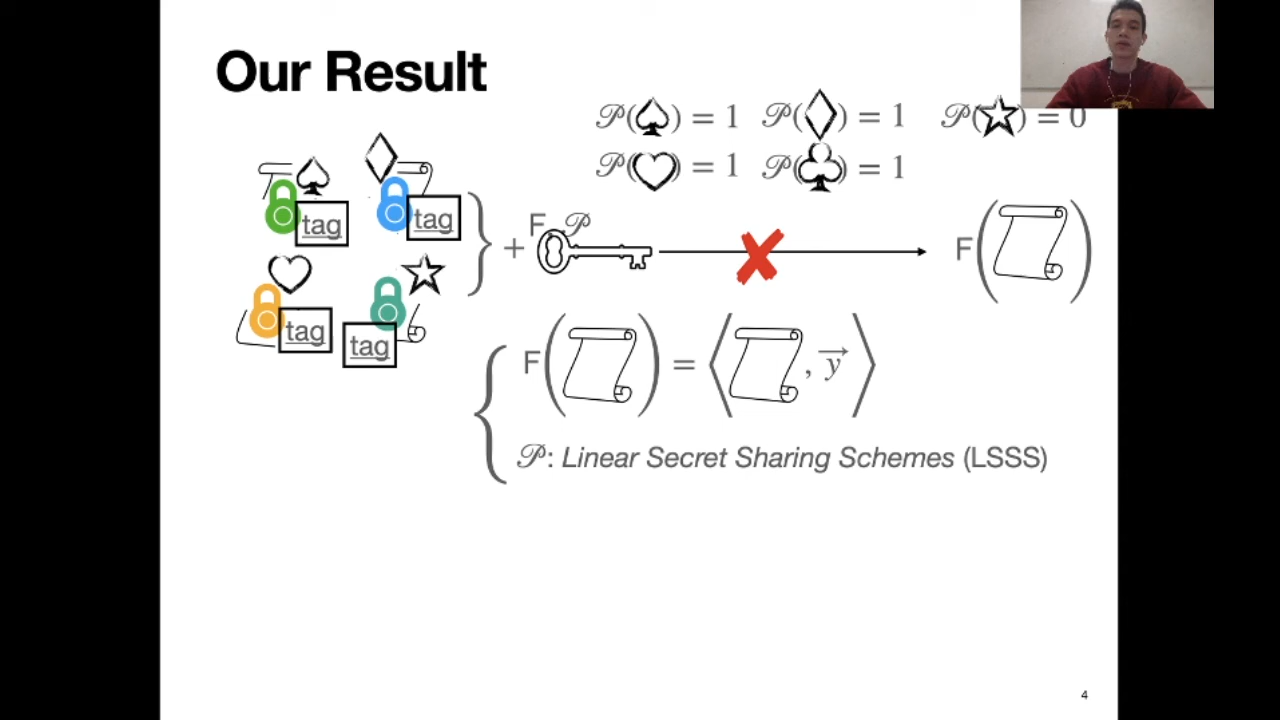 Our Result
𝒫(♠) = 1 𝒫(♢) = 1 𝒫(☆) = 0
𝒫(♡) = 1 𝒫(♣) = 1
tag tag
F, 𝒫
+
F( )
tag tag
F( ) = ⟨ , y⃗ ⟩
𝒫: Linear Secret Sharing Schemes (LSSS)
4